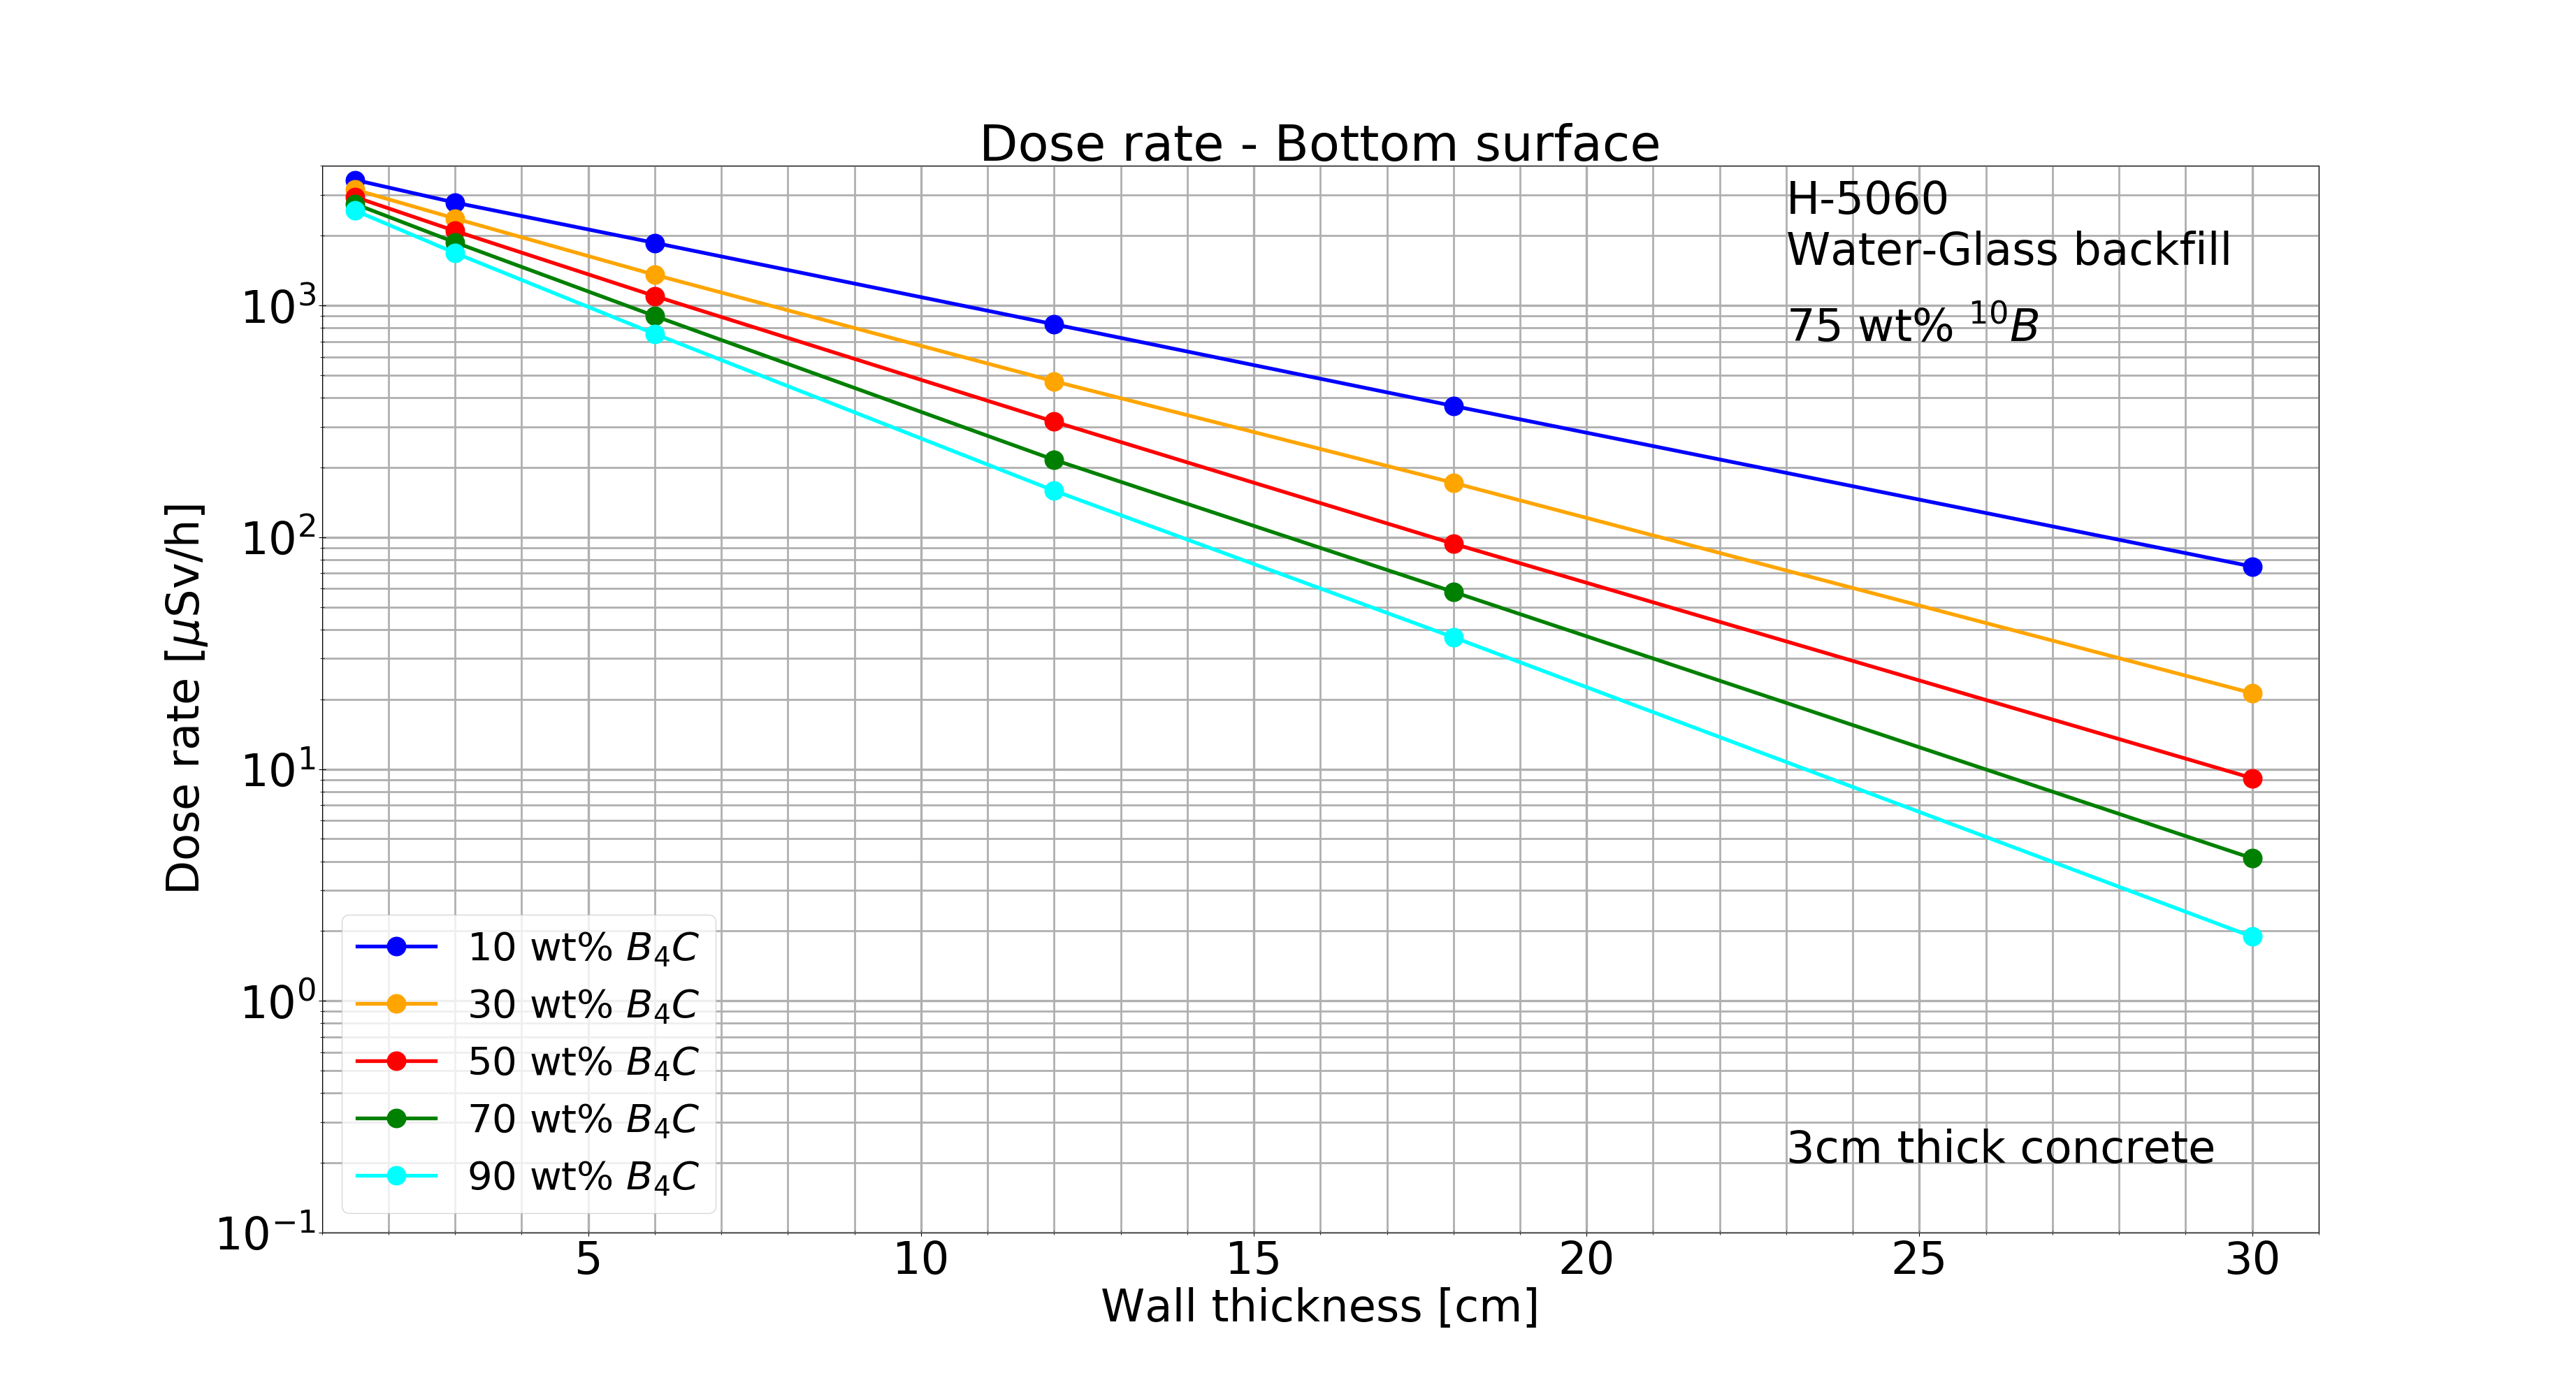 Dose rate - Bottom surface
H-5060
Water-Glass backfill
75 wt% ¹⁰B
Dose rate [μSv/h]
10³
10²
10¹
10⁰
10⁻¹
10 wt% B₄C
30 wt% B₄C
50 wt% B₄C
70 wt% B₄C
90 wt% B₄C
3cm thick concrete
5 10 15 20 25 30
Wall thickness [cm]